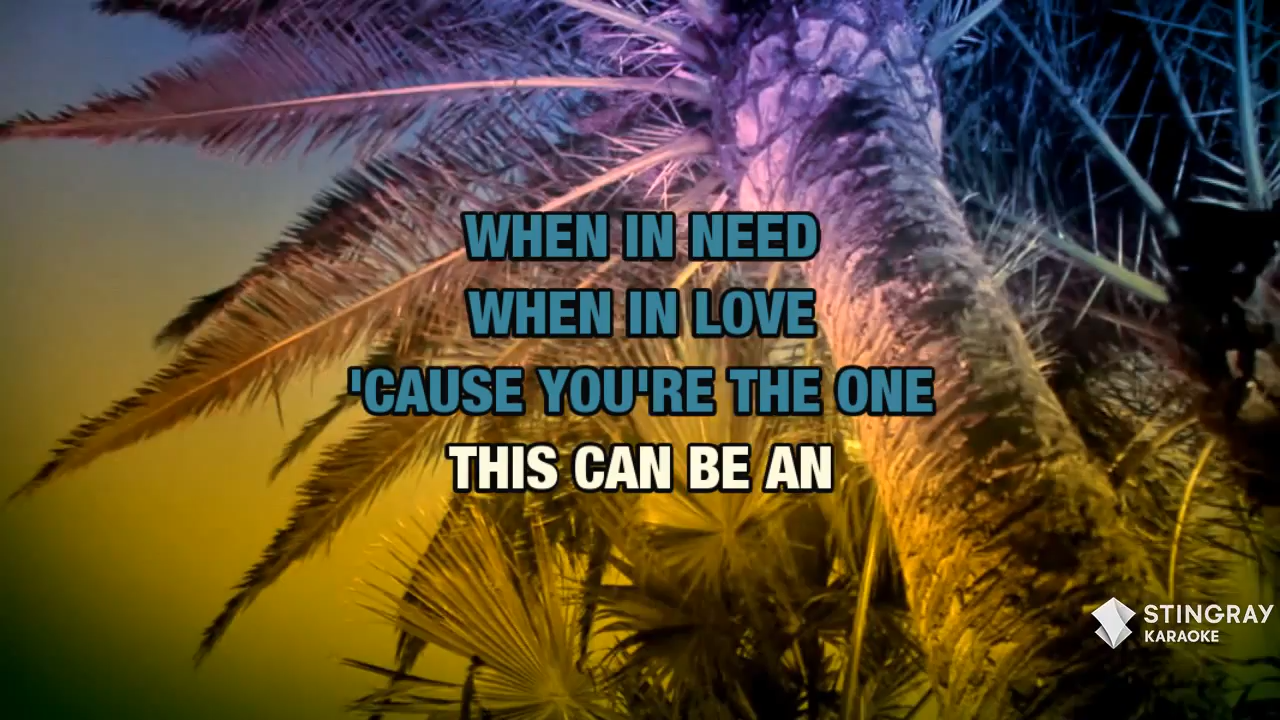 WHEN IN NEED
WHEN IN LOVE
'CAUSE YOU'RE THE ONE
THIS CAN BE AN
STINGRAY
KARAOKE